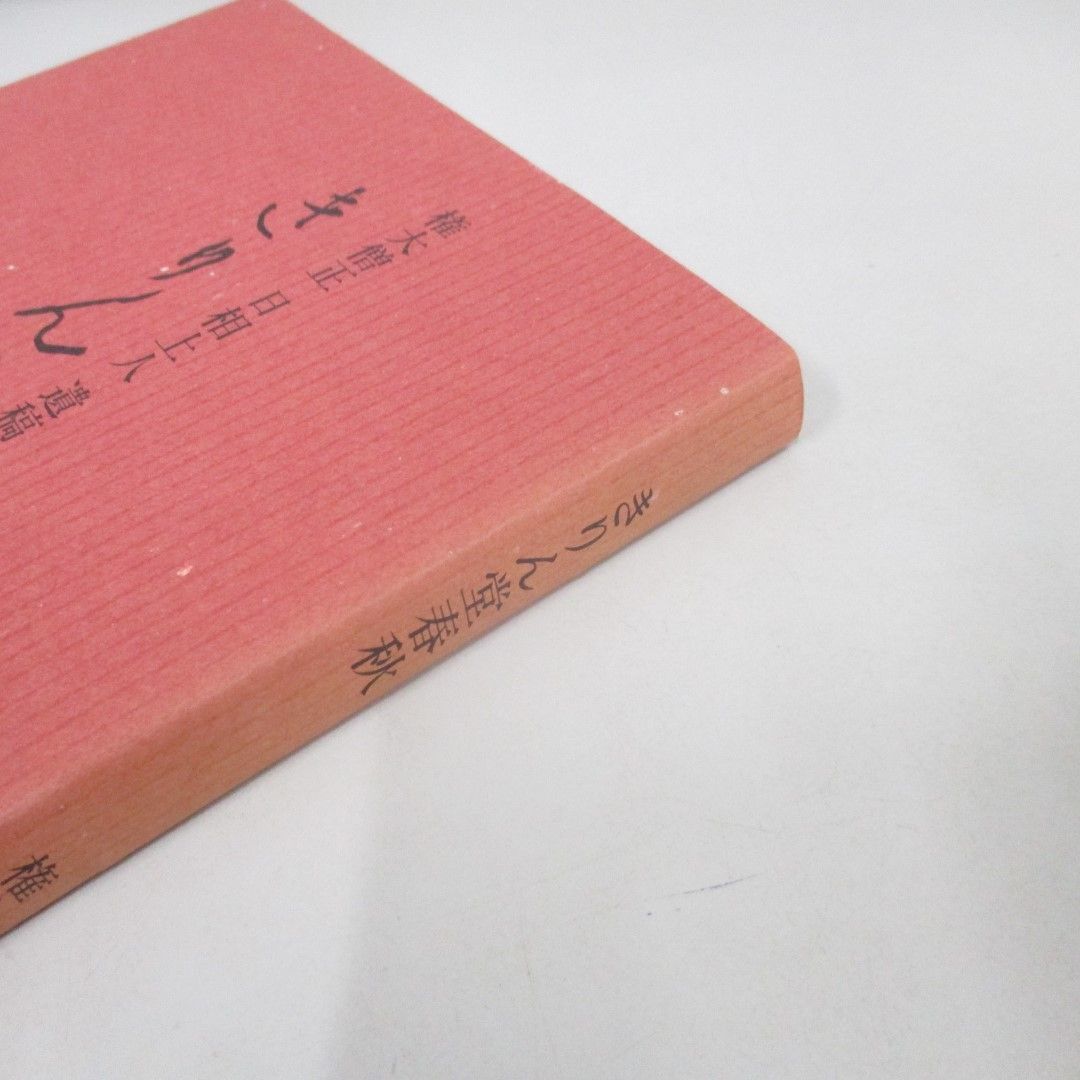 権大僧正 日相上人 遺稿
きりん
きりん堂春秋
権